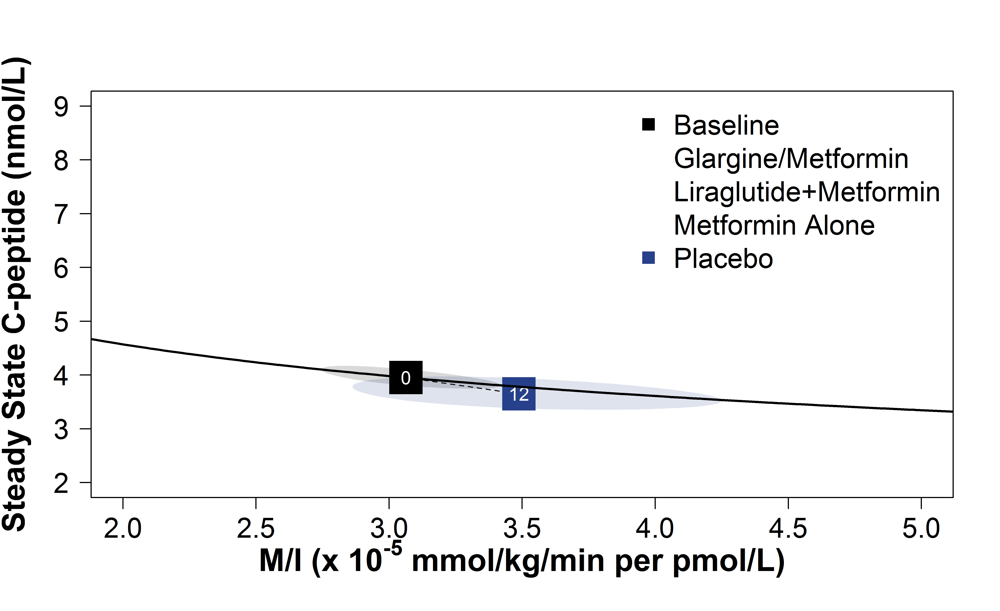 Steady State C-peptide (nmol/L)
9
8
7
6
5
4
3
2
Baseline
Glargine/Metformin
Liraglutide+Metformin
Metformin Alone
Placebo
0
12
2.0 2.5 3.0 3.5 4.0 4.5 5.0
M/I (x 10⁻⁵ mmol/kg/min per pmol/L)